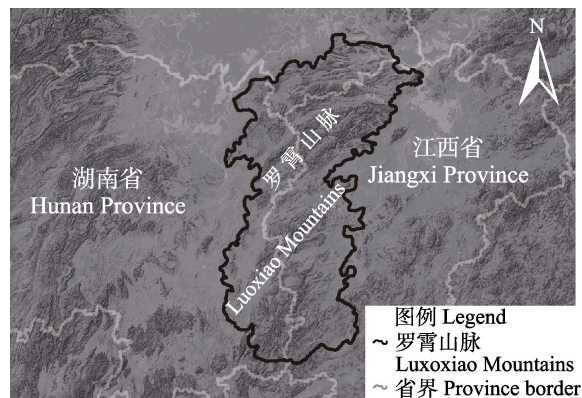 N
罗霄山脉
Luoxiao Mountains
湖南省
Hunan Province
江西省
Jiangxi Province
图例 Legend
罗霄山脉
Luxoxiao Mountains
省界 Province border